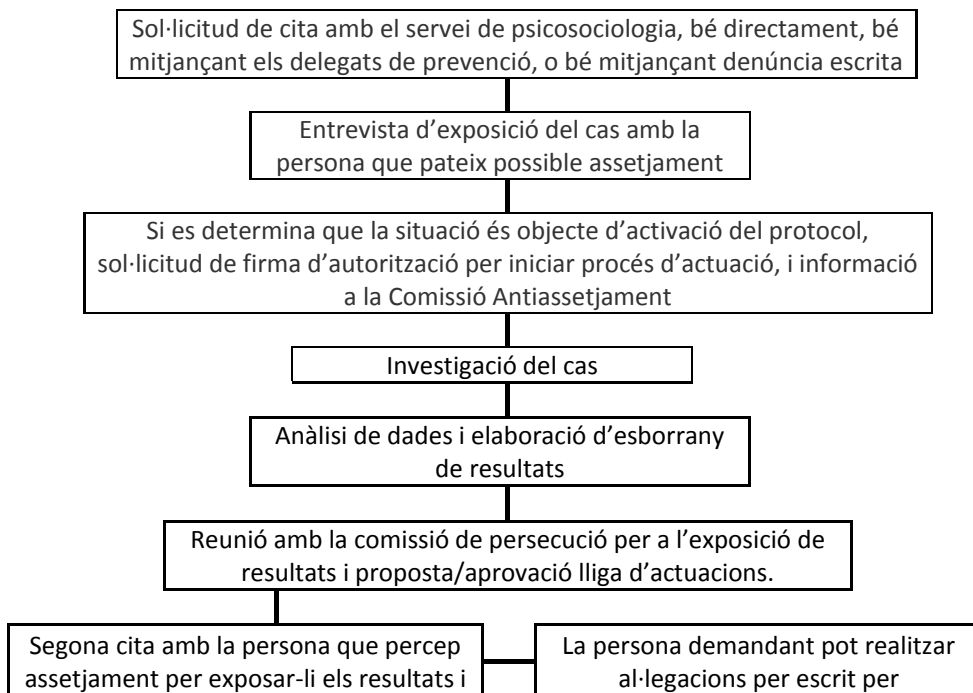 Sol·licitud de cita amb el servei de psicosociologia, bé directament, bé
mitjançant els delegats de prevenció, o bé mitjançant denúncia escrita
Entrevista d’exposició del cas amb la
persona que pateix possible assetjament
Si es determina que la situació és objecte d’activació del protocol,
sol·licitud de firma d’autorització per iniciar procés d’actuació, i informació
a la Comissió Antiassetjament
Investigació del cas
Anàlisi de dades i elaboració d’esborrany
de resultats
Reunió amb la comissió de persecució per a l’exposició de
resultats i proposta/aprovació lliga d’actuacions.
Segona cita amb la persona que percep
assetjament per exposar-li els resultats i
La persona demandant pot realitzar
al·legacions per escrit per